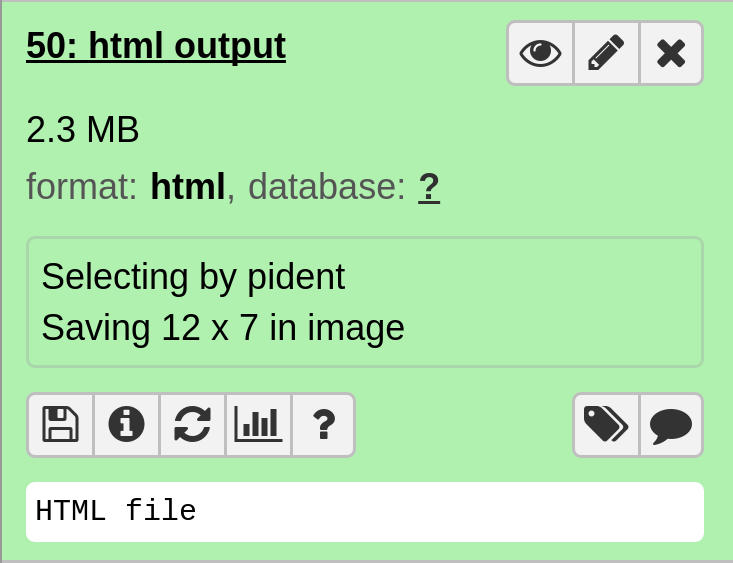 50: html output
2.3 MB
format: html, database: ?
Selecting by pident
Saving 12 x 7 in image
?
HTML file